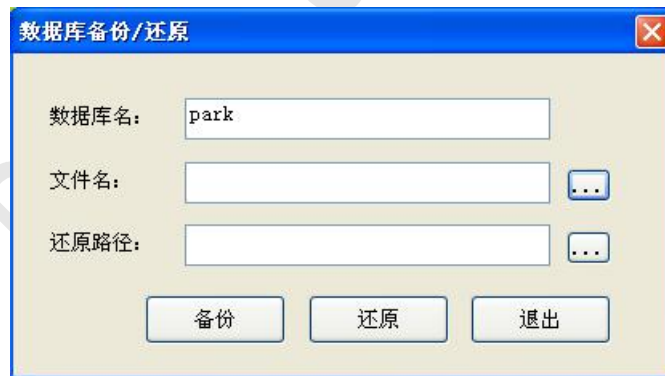 数据库备份/还原
数据库名： park
文件名： ...
还原路径： ...
备份 还原 退出